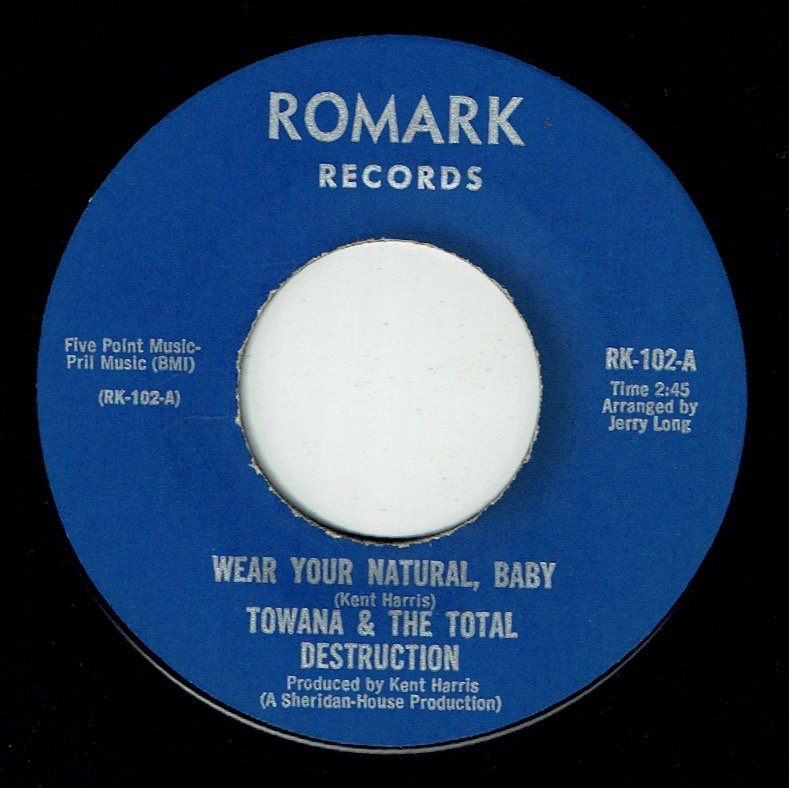 ROMARK
RECORDS
Five Point Music-
Pril Music (BMI)
(RK-102-A)
RK-102-A
Time 2:45
Arranged by
Jerry Long
WEAR YOUR NATURAL, BABY
(Kent Harris)
TOWANA & THE TOTAL
DESTRUCTION
Produced by Kent Harris
(A Sheridan-House Production)